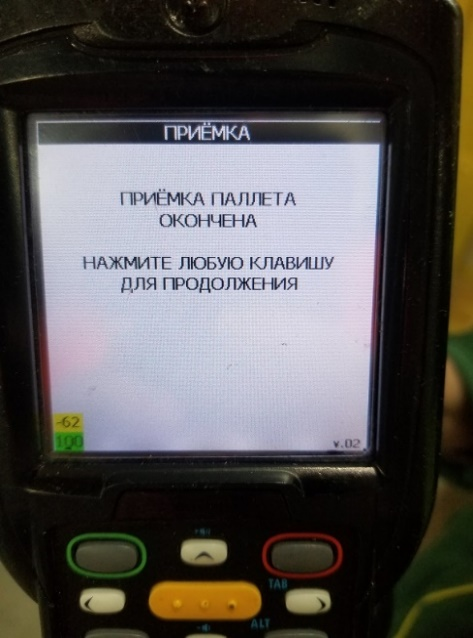 ПРИЁМКА
ПРИЁМКА ПАЛЛЕТА
ОКОНЧЕНА
НАЖМИТЕ ЛЮБУЮ КЛАВИШУ
ДЛЯ ПРОДОЛЖЕНИЯ
-62
100
v.02
TAB
ALT